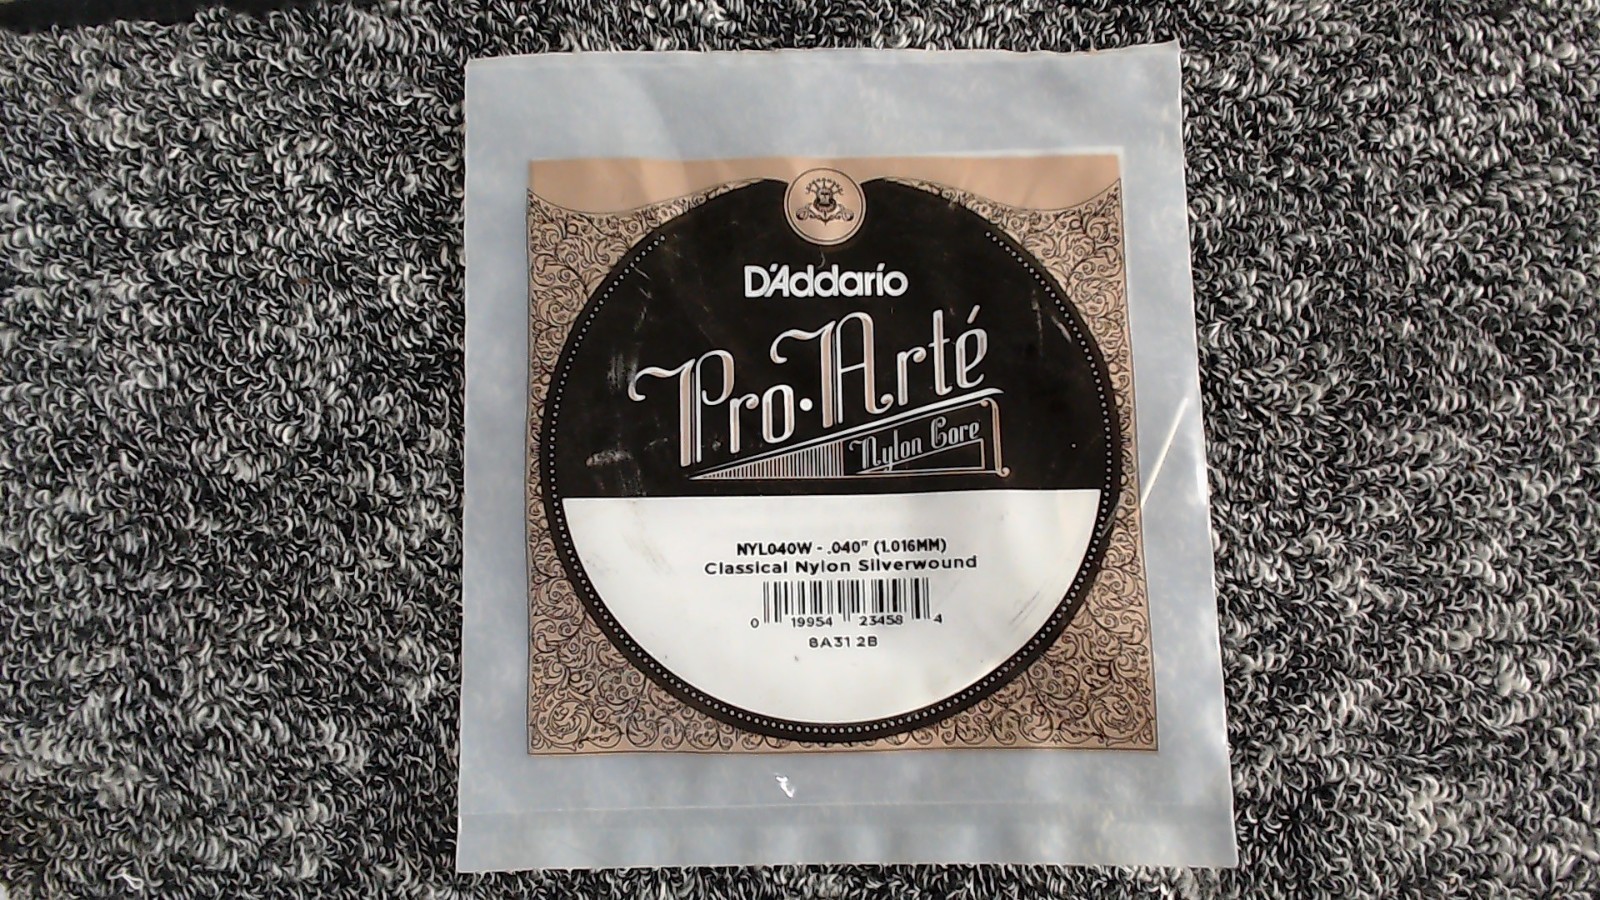 D'Addario
Pro·Arté
Nylon Core
NYL040W - .040" (1.016MM)
Classical Nylon Silverwound
0 19954 23458 4
8A312B